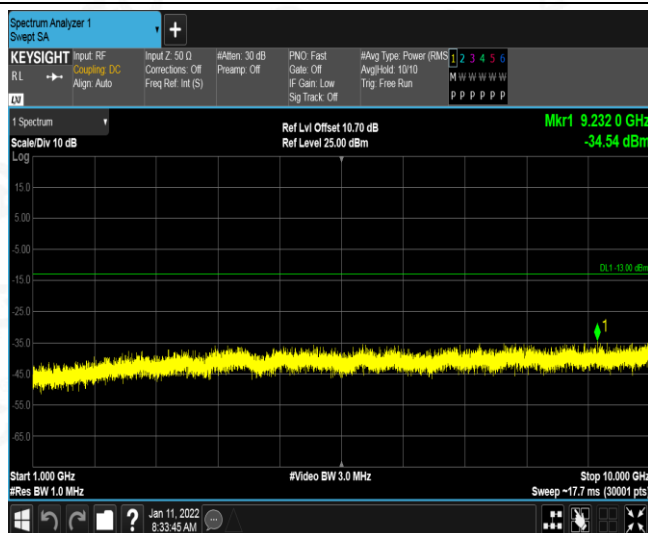 Spectrum Analyzer 1
Swept SA
+
KEYSIGHT
RL
LXI
Input: RF
Coupling: DC
Align: Auto
Input Z: 50 Ω
Corrections: Off
Freq Ref: Int (S)
#Atten: 30 dB
Preamp: Off
PNO: Fast
Gate: Off
IF Gain: Low
Sig Track: Off
#Avg Type: Power (RMS
Avg|Hold: 10/10
Trig: Free Run
1 2 3 4 5 6
M W W W W W
P P P P P P
1 Spectrum
Scale/Div 10 dB
Ref Lvl Offset 10.70 dB
Ref Level 25.00 dBm
Mkr1 9.232 0 GHz
-34.54 dBm
Log
15.0
5.00
-5.00
DL1 -13.00 dBm
-15.0
-25.0
1
-35.0
-45.0
-55.0
-65.0
Start 1.000 GHz
#Video BW 3.0 MHz
Stop 10.000 GHz
#Res BW 1.0 MHz
Sweep ~17.7 ms (30001 pts)
?
Jan 11, 2022
8:33:45 AM